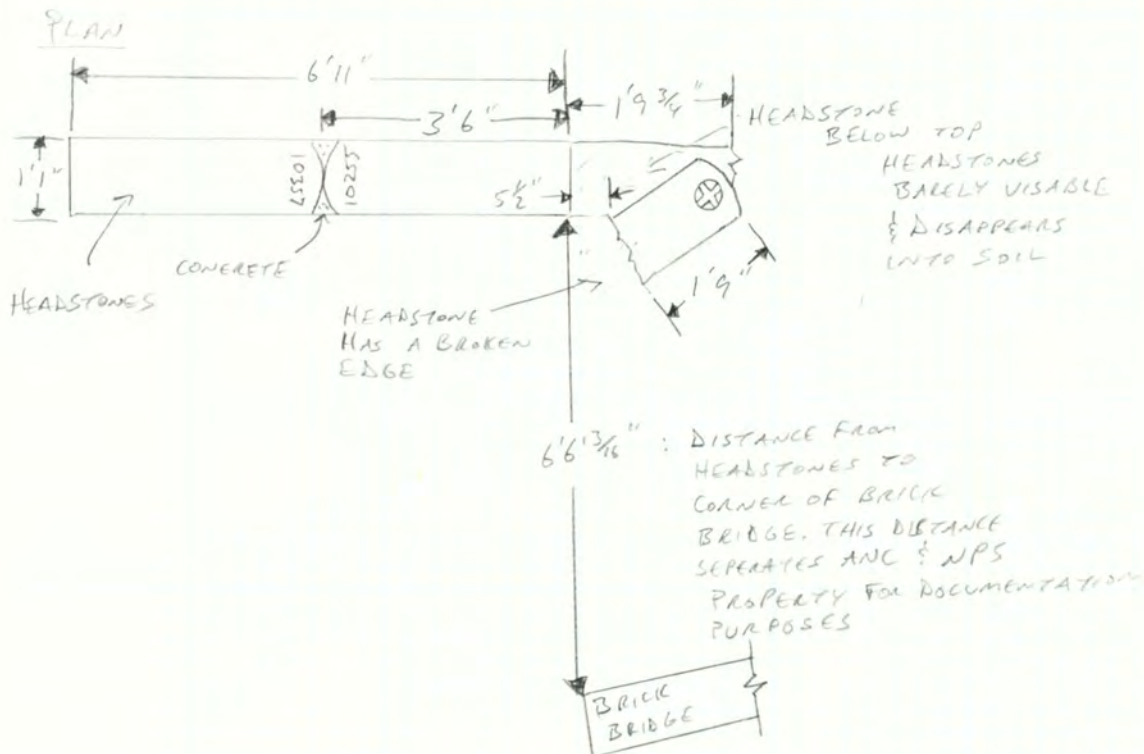 PLAN
6'11"
3'6"
1'9 3/4"
1'1"
5 1/2"
10337
10255
HEADSTONE
BELOW TOP
HEADSTONES
BARELY VISABLE
& DISAPPEARS
INTO SOIL
1'9"
CONCRETE
HEADSTONES
HEADSTONE
HAS A BROKEN
EDGE
6'6 13/16" : DISTANCE FROM
HEADSTONES TO
CORNER OF BRICK
BRIDGE. THIS DISTANCE
SEPERATES ANC & NPS
PROPERTY FOR DOCUMENTATION
PURPOSES
BRICK
BRIDGE